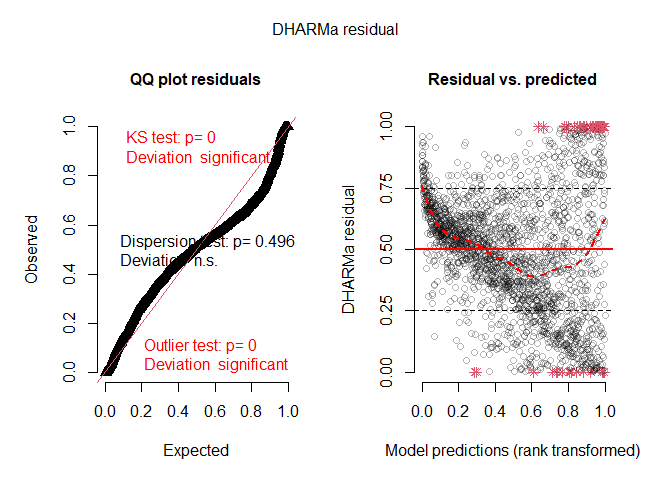 DHARMa residual
QQ plot residuals
KS test: p= 0
Deviation significant
Dispersion test: p= 0.496
Deviation n.s.
Outlier test: p= 0
Deviation significant
Observed
0.0 0.2 0.4 0.6 0.8 1.0
0.0 0.2 0.4 0.6 0.8 1.0
Expected
Residual vs. predicted
DHARMa residual
0.00 0.25 0.50 0.75 1.00
0.0 0.2 0.4 0.6 0.8 1.0
Model predictions (rank transformed)